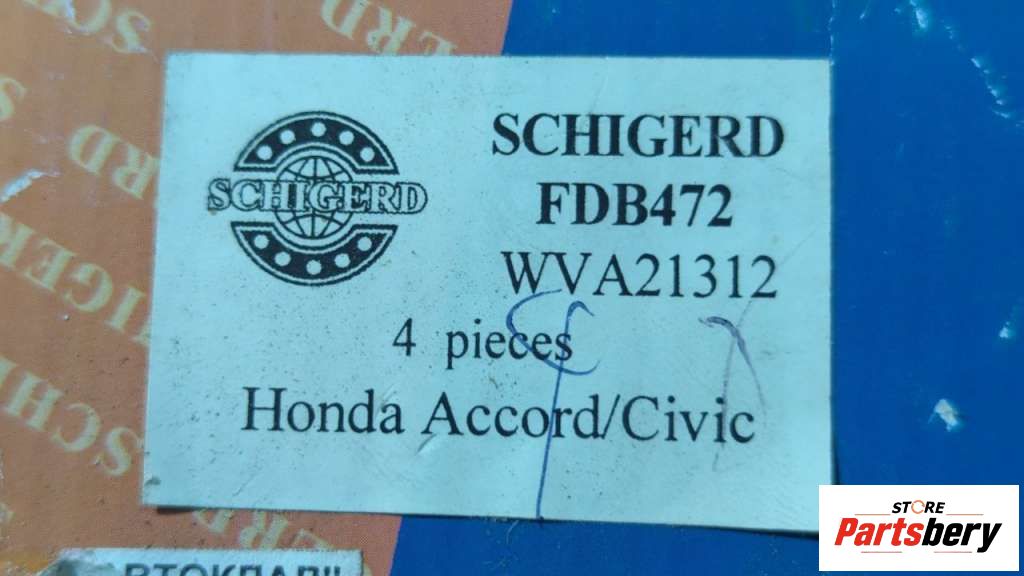 SCHIGERD
SCHIGERD
FDB472
WVA21312
4 pieces
Honda Accord/Civic
STORE
Partsbery